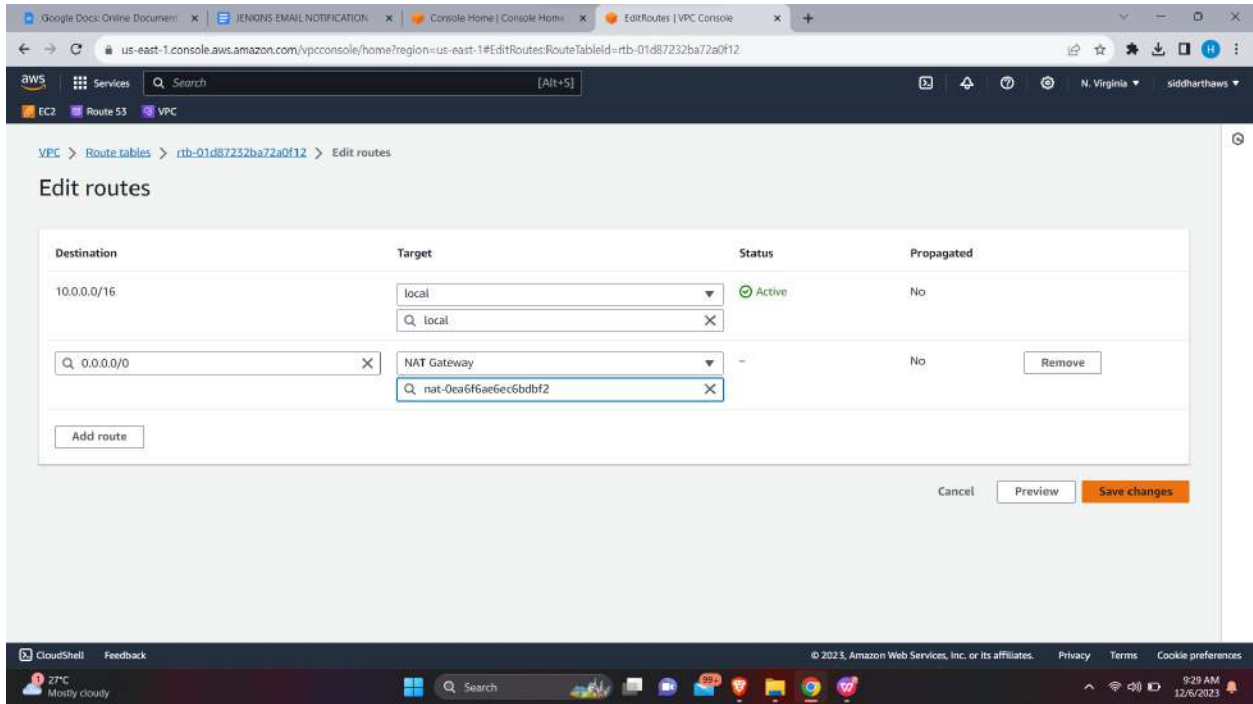 Google Docs: Online Document
JENKINS EMAIL NOTIFICATION
Console Home | Console Home
EditRoutes | VPC Console
us-east-1.console.aws.amazon.com/vpcconsole/home?region=us-east-1#EditRoutes:RouteTableId=rtb-01d87232ba72a0f12
H
aws Services Search [Alt+S] N. Virginia siddharthaws
EC2 Route 53 VPC
VPC > Route tables > rtb-01d87232ba72a0f12 > Edit routes
Edit routes
Destination Target Status Propagated
10.0.0.0/16 local Active No
local
0.0.0.0/0 NAT Gateway – No Remove
nat-0ea6f6ae6ec6bdbf2
Add route
Cancel Preview Save changes
CloudShell Feedback © 2023, Amazon Web Services, Inc. or its affiliates. Privacy Terms Cookie preferences
1 27°C Search 99+ 9:29 AM
Mostly cloudy 12/6/2023